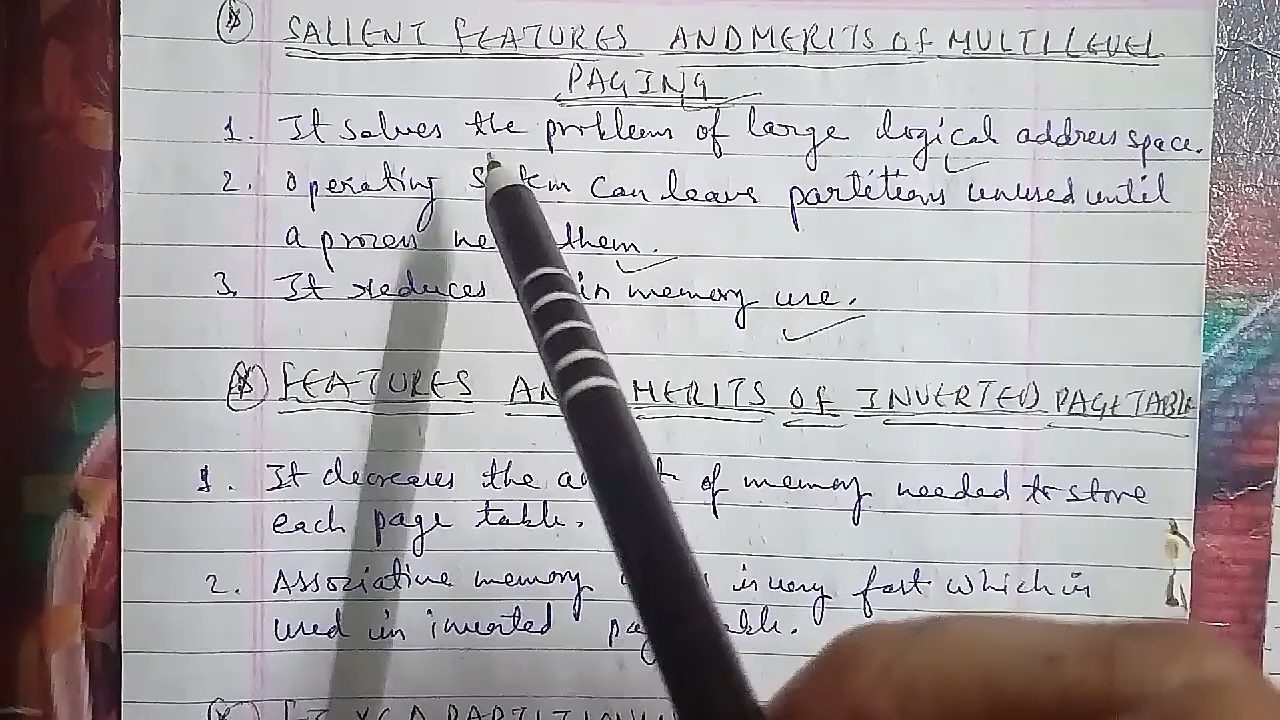 SALIENT FEATURES AND MERITS OF MULTILEVEL
PAGING
1. It solves the problem of large logical address space.
2. Operating can leave partitions unused until
a process them.
3. It reduces in memory use.
FEATURES MERITS OF INVERTED PAGE TABLE
1. It decreases the of memory needed to store
each page table.
2. Associative memory is very fast which is
used in inverted